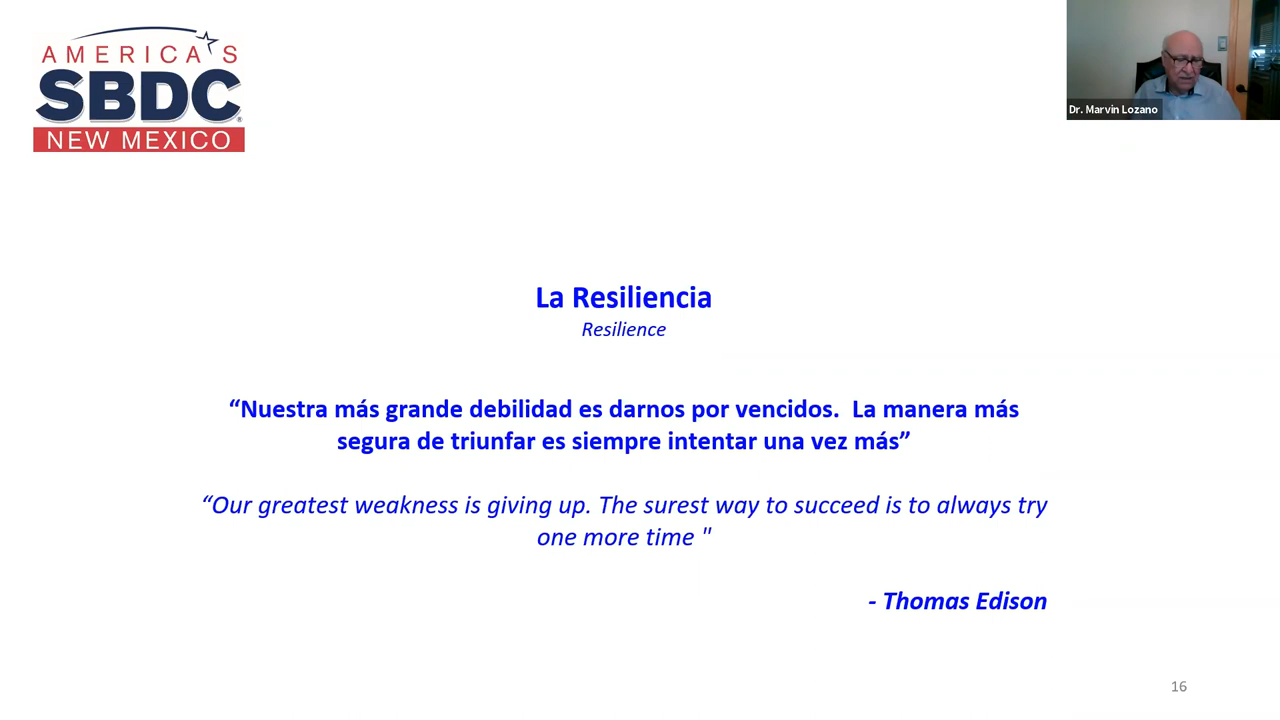 AMERICA'S
SBDC
NEW MEXICO
Dr. Marvin Lozano
La Resiliencia
Resilience
“Nuestra más grande debilidad es darnos por vencidos.  La manera más
segura de triunfar es siempre intentar una vez más”
“Our greatest weakness is giving up. The surest way to succeed is to always try
one more time "
- Thomas Edison
16